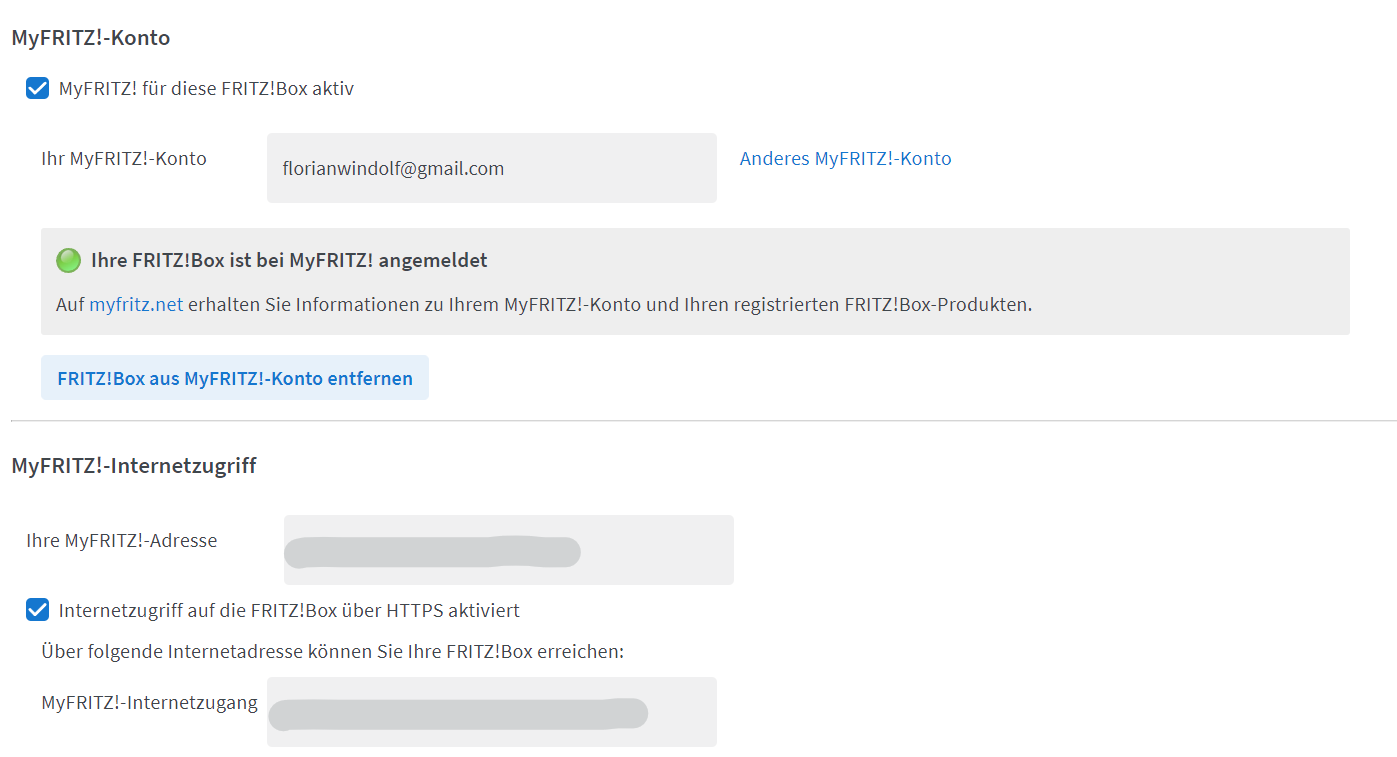 MyFRITZ!-Konto
MyFRITZ! für diese FRITZ!Box aktiv
Ihr MyFRITZ!-Konto florianwindolf@gmail.com Anderes MyFRITZ!-Konto
Ihre FRITZ!Box ist bei MyFRITZ! angemeldet
Auf myfritz.net erhalten Sie Informationen zu Ihrem MyFRITZ!-Konto und Ihren registrierten FRITZ!Box-Produkten.
FRITZ!Box aus MyFRITZ!-Konto entfernen
MyFRITZ!-Internetzugriff
Ihre MyFRITZ!-Adresse
Internetzugriff auf die FRITZ!Box über HTTPS aktiviert
Über folgende Internetadresse können Sie Ihre FRITZ!Box erreichen:
MyFRITZ!-Internetzugang